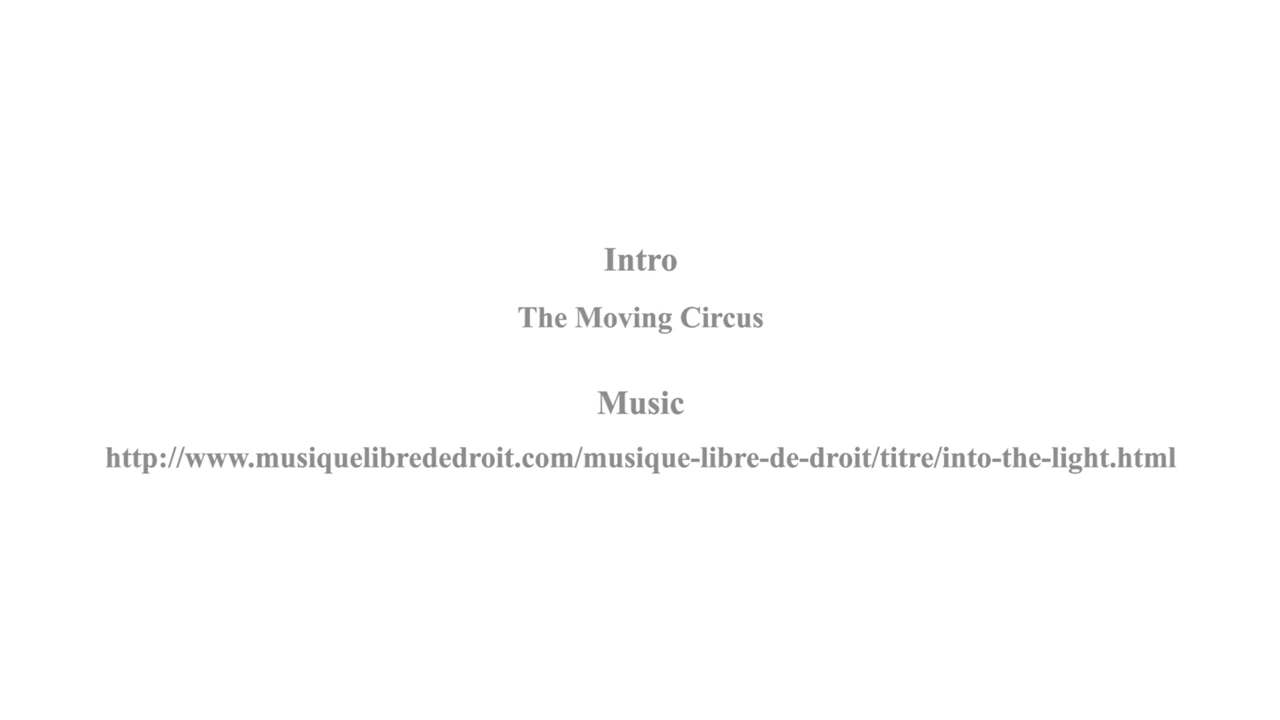 Intro
The Moving Circus
Music
http://www.musiquelibrededroit.com/musique-libre-de-droit/titre/into-the-light.html